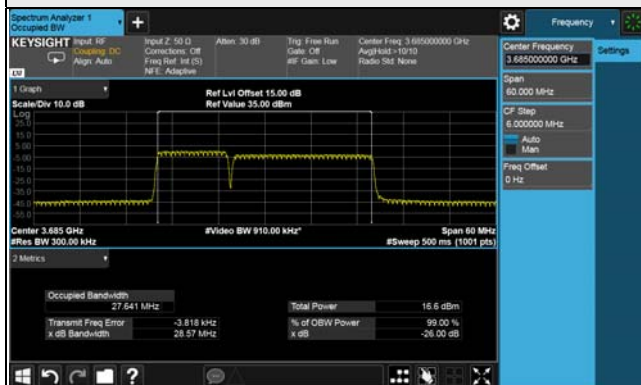 Spectrum Analyzer 1
Occupied BW
+
Frequency
KEYSIGHT
Input: RF
Coupling: DC
Align: Auto
Input Z: 50 Ω
Corrections: Off
Freq Ref: Int (S)
NFE: Adaptive
Atten: 30 dB
Trig: Free Run
Gate: Off
#IF Gain: Low
Center Freq: 3.685000000 GHz
Avg|Hold:>10/10
Radio Std: None
LXI
Center Frequency
3.685000000 GHz
Settings
Span
60.000 MHz
CF Step
6.000000 MHz
Auto
Man
Freq Offset
0 Hz
1 Graph
Scale/Div 10.0 dB
Ref Lvl Offset 15.00 dB
Ref Value 35.00 dBm
Log
25.0
15.0
5.00
-5.00
-15.0
-25.0
-35.0
-45.0
-55.0
Center 3.685 GHz
#Res BW 300.00 kHz
#Video BW 910.00 kHz*
Span 60 MHz
#Sweep 500 ms (1001 pts)
2 Metrics
Occupied Bandwidth
27.641 MHz
Total Power 16.6 dBm
Transmit Freq Error -3.818 kHz
% of OBW Power 99.00 %
x dB Bandwidth 28.57 MHz
x dB -26.00 dB
?